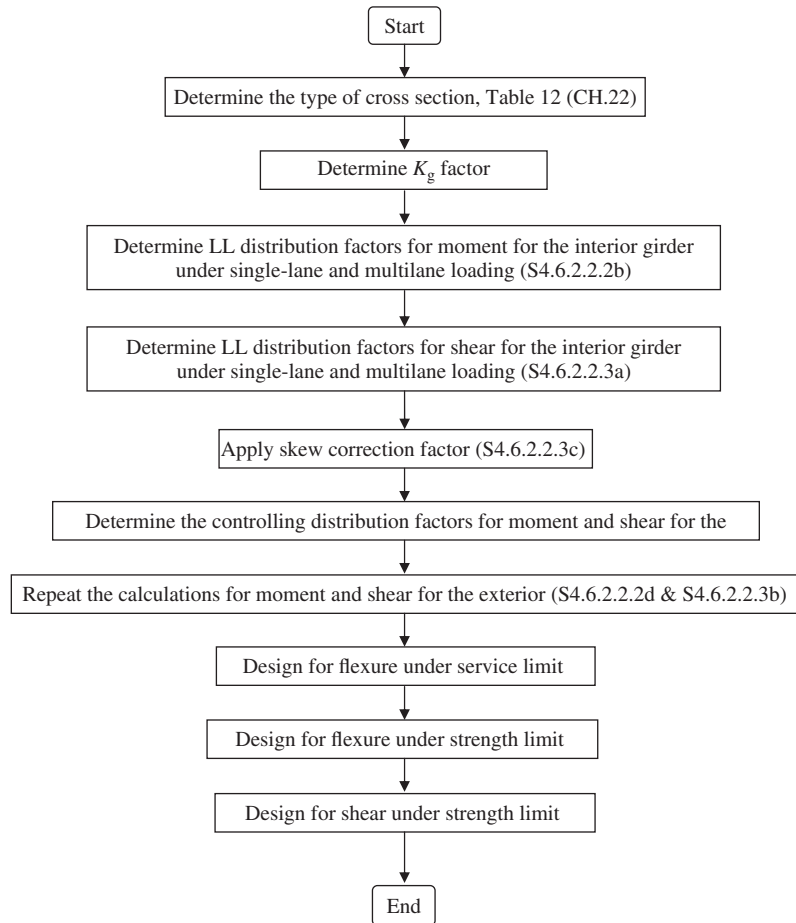 Start
Determine the type of cross section, Table 12 (CH.22)
Determine Kg factor
Determine LL distribution factors for moment for the interior girder
under single-lane and multilane loading (S4.6.2.2.2b)
Determine LL distribution factors for shear for the interior girder
under single-lane and multilane loading (S4.6.2.2.3a)
Apply skew correction factor (S4.6.2.2.3c)
Determine the controlling distribution factors for moment and shear for the
Repeat the calculations for moment and shear for the exterior (S4.6.2.2.2d & S4.6.2.2.3b)
Design for flexure under service limit
Design for flexure under strength limit
Design for shear under strength limit
End